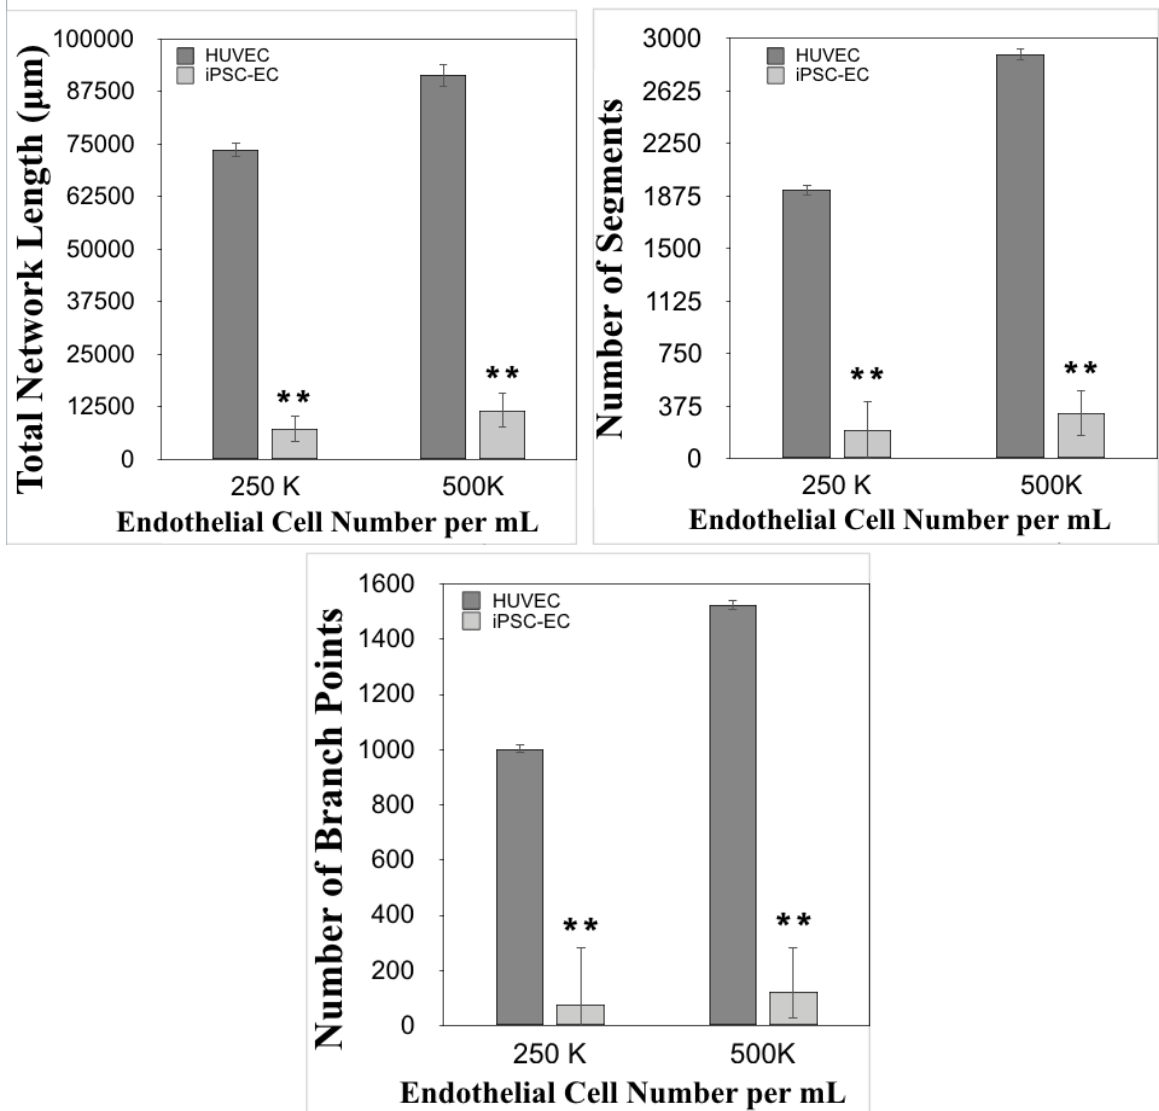 Total Network Length (µm)
100000
87500
75000
62500
50000
37500
25000
12500
0
HUVEC
iPSC-EC
**
**
250 K
500K
Endothelial Cell Number per mL
Number of Segments
3000
2625
2250
1875
1500
1125
750
375
0
HUVEC
iPSC-EC
**
**
250 K
500K
Endothelial Cell Number per mL
Number of Branch Points
1600
1400
1200
1000
800
600
400
200
0
HUVEC
iPSC-EC
**
**
250 K
500K
Endothelial Cell Number per mL